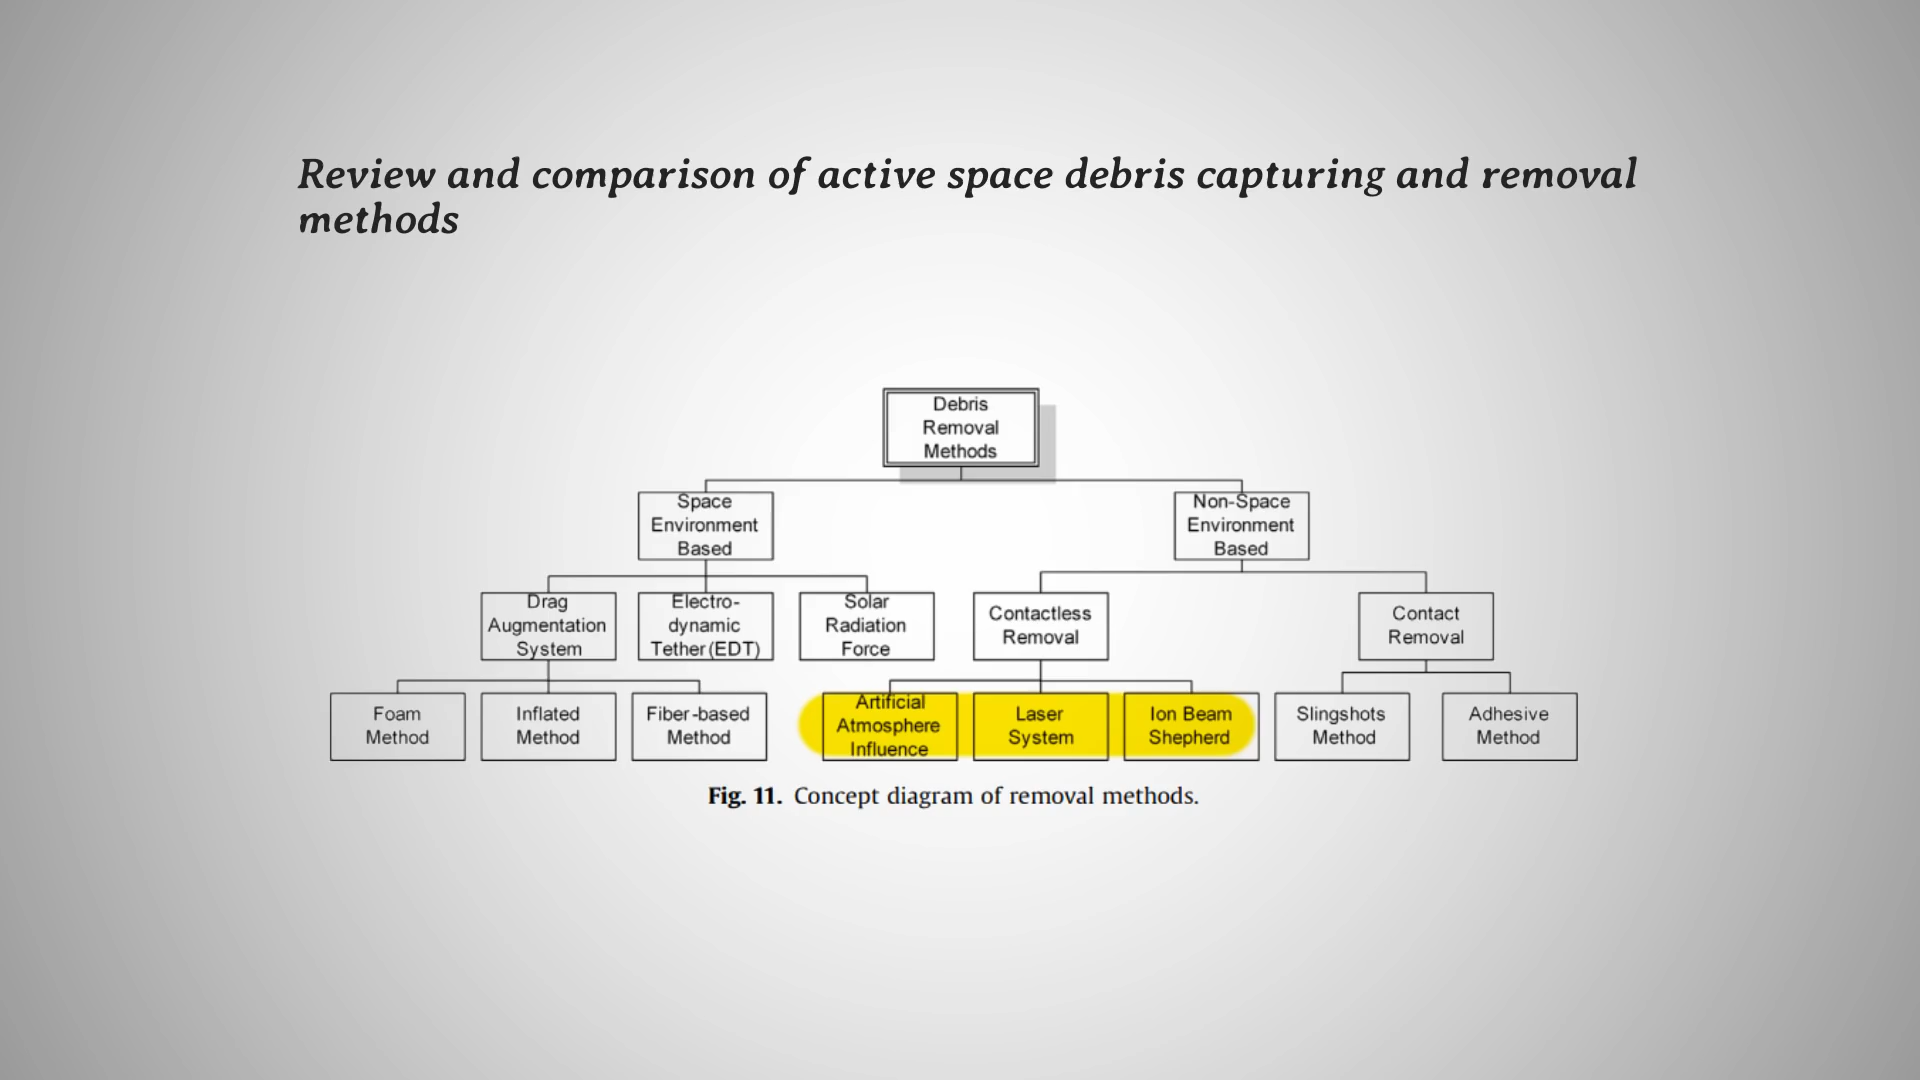 Review and comparison of active space debris capturing and removal
methods
Debris
Removal
Methods
Space
Environment
Based
Non-Space
Environment
Based
Drag
Augmentation
System
Electro-
dynamic
Tether (EDT)
Solar
Radiation
Force
Contactless
Removal
Contact
Removal
Foam
Method
Inflated
Method
Fiber-based
Method
Artificial
Atmosphere
Influence
Laser
System
Ion Beam
Shepherd
Slingshots
Method
Adhesive
Method
Fig. 11. Concept diagram of removal methods.